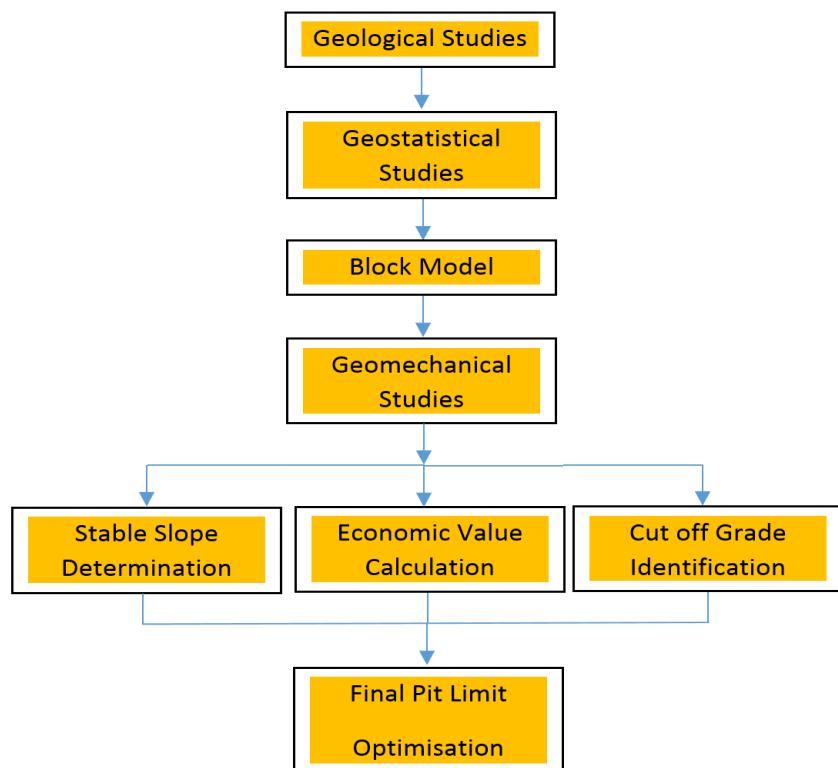 Geological Studies
Geostatistical
Studies
Block Model
Geomechanical
Studies
Stable Slope
Determination
Economic Value
Calculation
Cut off Grade
Identification
Final Pit Limit
Optimisation